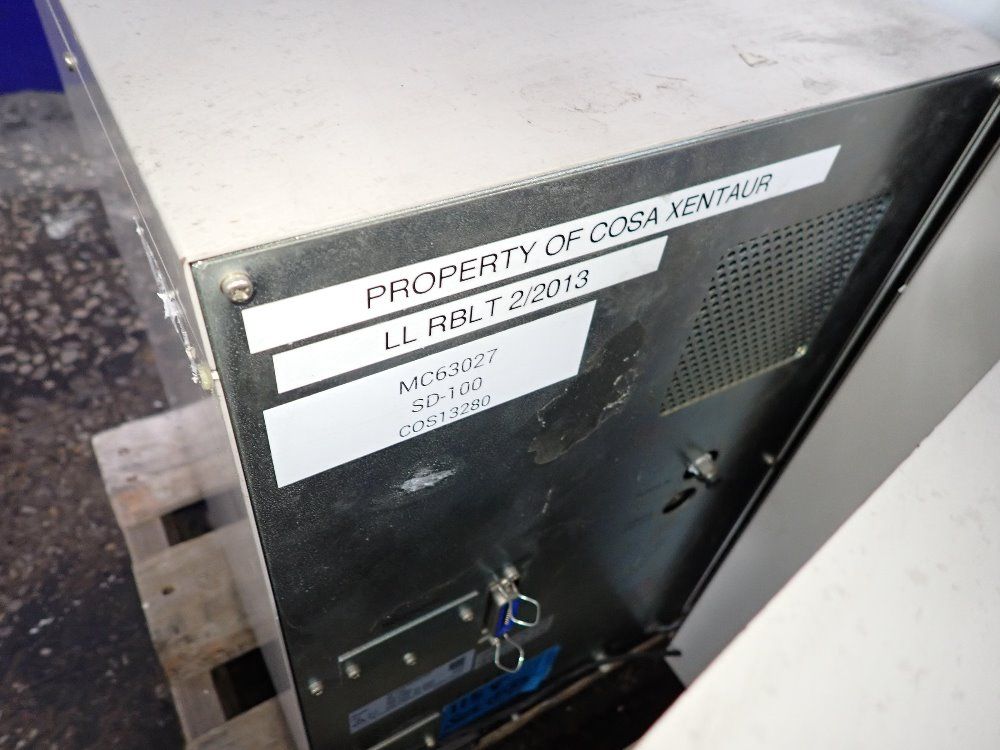 PROPERTY OF COSA XENTAUR
LL RBLT 2/2013
MC63027
SD-100
COS13280